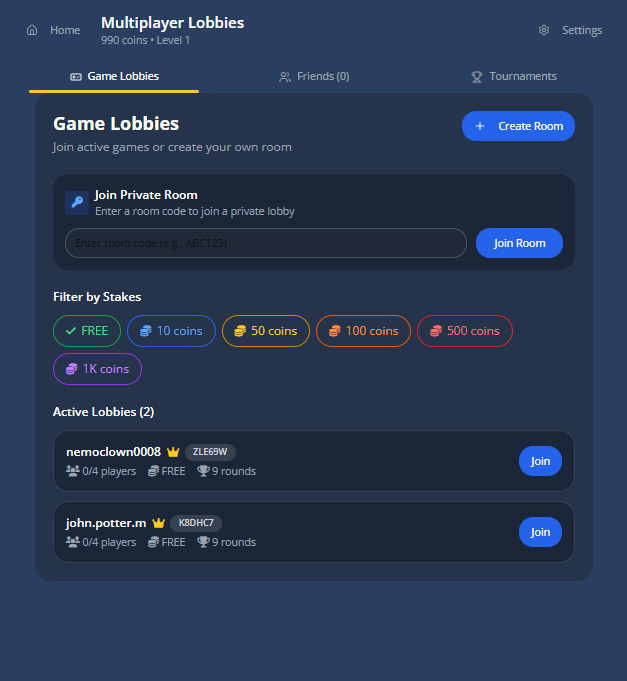 Home
Multiplayer Lobbies
990 coins • Level 1
Settings
Game Lobbies
Friends (0)
Tournaments
Game Lobbies
Join active games or create your own room
+ Create Room
Join Private Room
Enter a room code to join a private lobby
Enter room code (e.g., ABC123)
Join Room
Filter by Stakes
FREE 10 coins 50 coins 100 coins 500 coins
1K coins
Active Lobbies (2)
nemoclown0008 ZLE69W
0/4 players FREE 9 rounds
Join
john.potter.m K8DHC7
0/4 players FREE 9 rounds
Join